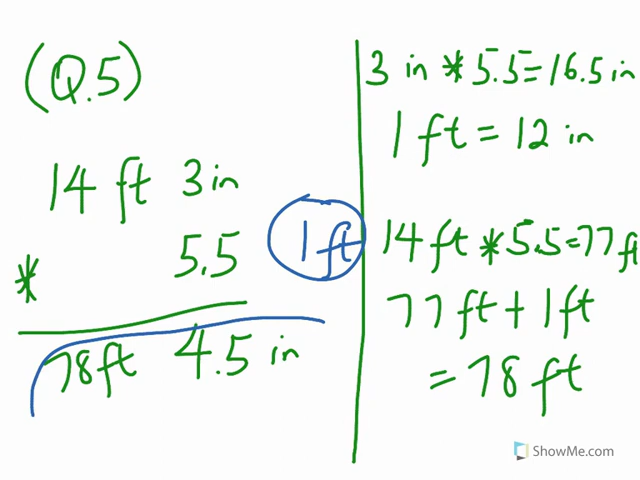 (Q.5)
14 ft 3 in
* 5.5
1 ft
78 ft 4.5 in
3 in * 5.5 = 16.5 in
1 ft = 12 in
14 ft * 5.5 = 77 ft
77 ft + 1 ft
= 78 ft
ShowMe.com